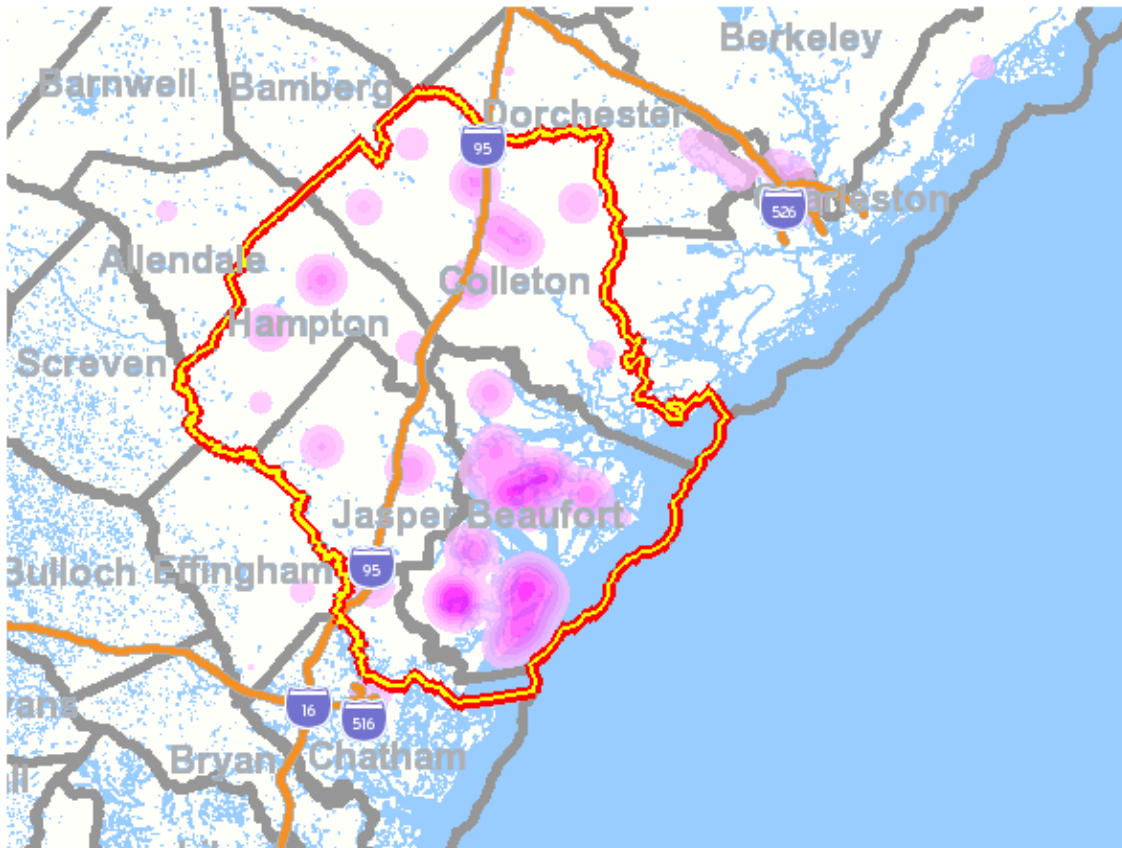 Berkeley
Barnwell
Bamberg
Dorchester
95
Charleston
526
Allendale
Colleton
Hampton
Screven
Jasper
Beaufort
Bulloch
Effingham
95
16
516
Bryan
Chatham